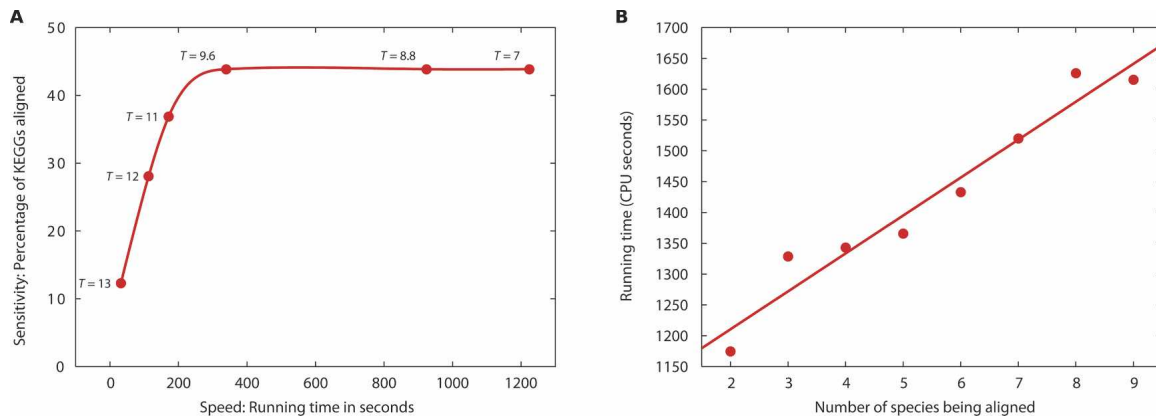 A
50
40
30
20
10
0
Sensitivity: Percentage of KEGGs aligned
T = 9.6
T = 8.8
T = 7
T = 11
T = 12
T = 13
0 200 400 600 800 1000 1200
Speed: Running time in seconds
B
1700
1650
1600
1550
1500
1450
1400
1350
1300
1250
1200
1150
Running time (CPU seconds)
2 3 4 5 6 7 8 9
Number of species being aligned